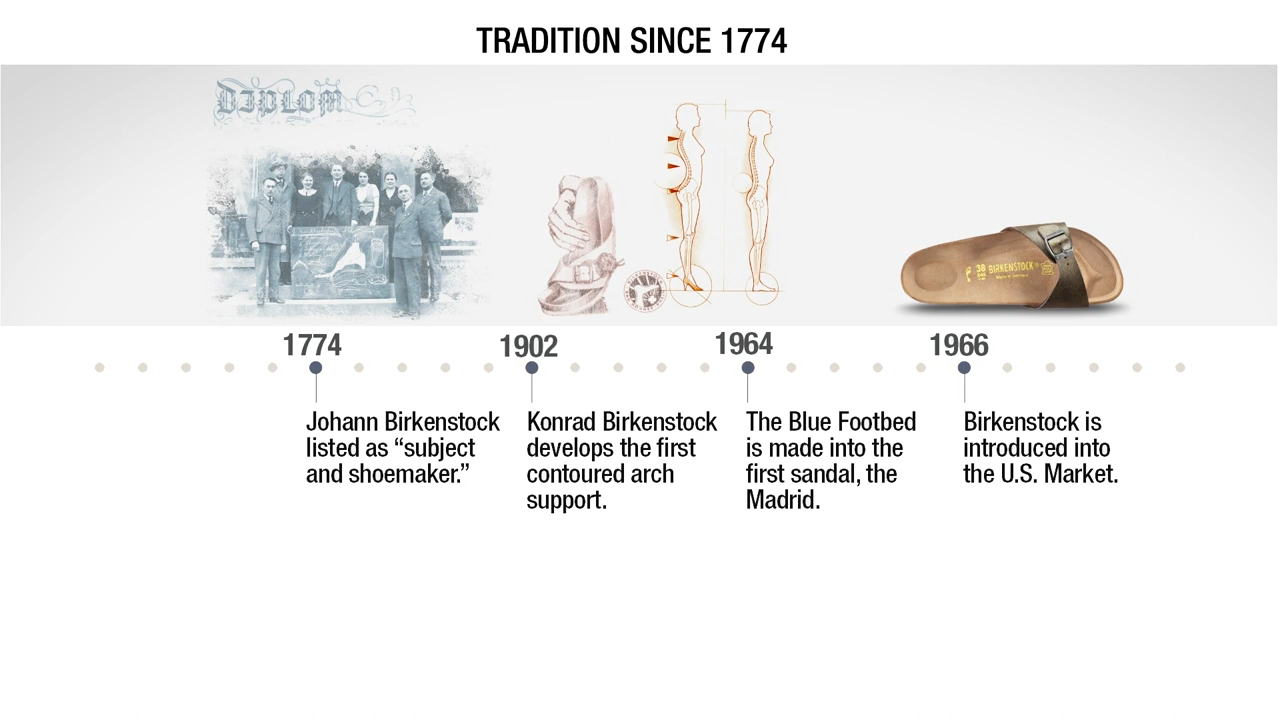 TRADITION SINCE 1774
Diplom
38
BIRKENSTOCK
1774
1902
1964
1966
Johann Birkenstock
listed as “subject
and shoemaker.”
Konrad Birkenstock
develops the first
contoured arch
support.
The Blue Footbed
is made into the
first sandal, the
Madrid.
Birkenstock is
introduced into
the U.S. Market.